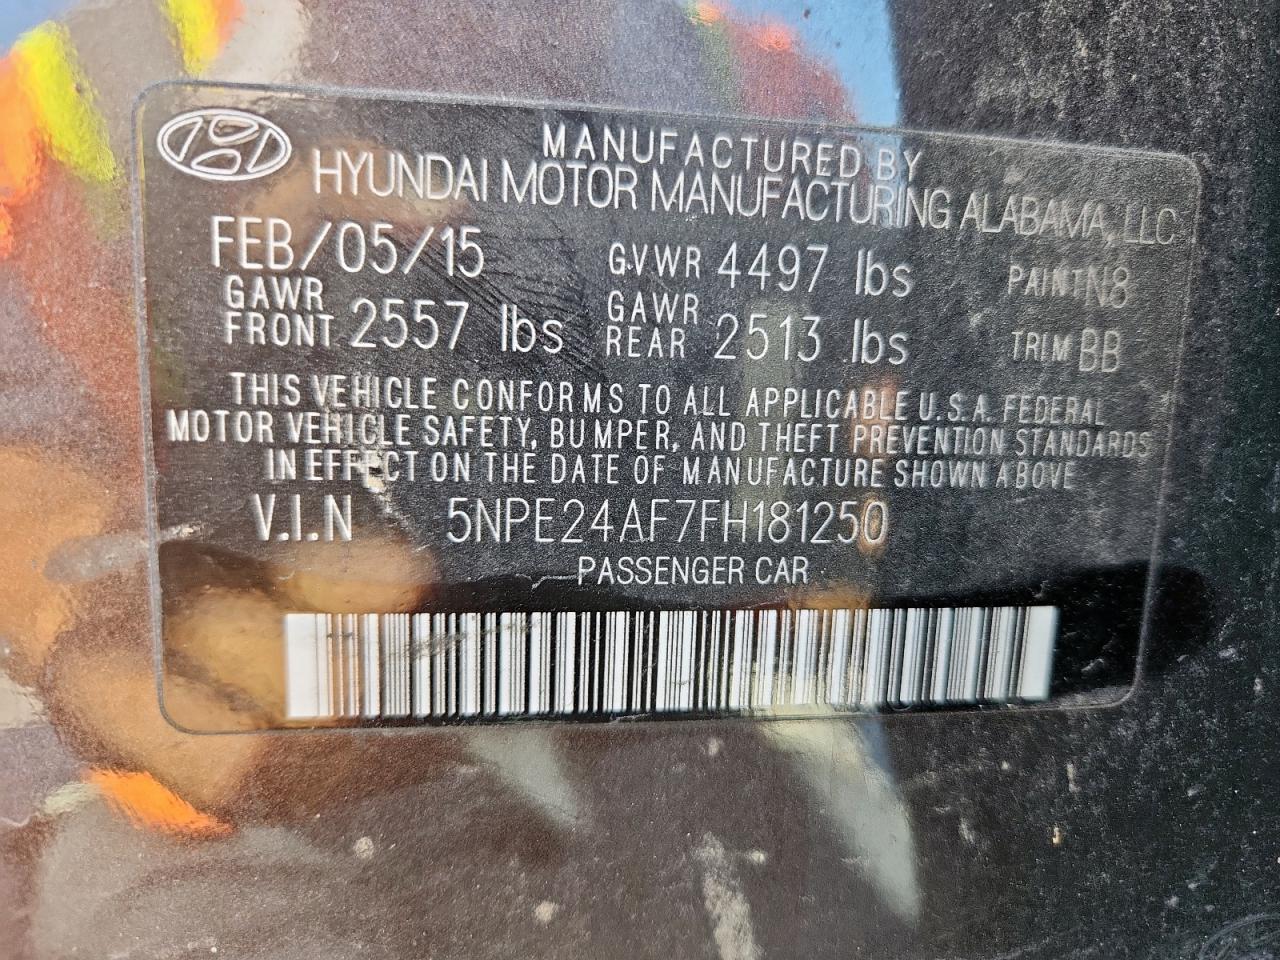 MANUFACTURED BY
HYUNDAI MOTOR MANUFACTURING ALABAMA, LLC
FEB/05/15 GVWR 4497 lbs PAINT N8
GAWR FRONT 2557 lbs GAWR REAR 2513 lbs TRIM BB
THIS VEHICLE CONFORMS TO ALL APPLICABLE U.S.A. FEDERAL
MOTOR VEHICLE SAFETY, BUMPER, AND THEFT PREVENTION STANDARDS
IN EFFECT ON THE DATE OF MANUFACTURE SHOWN ABOVE
V.I.N 5NPE24AF7FH181250
PASSENGER CAR